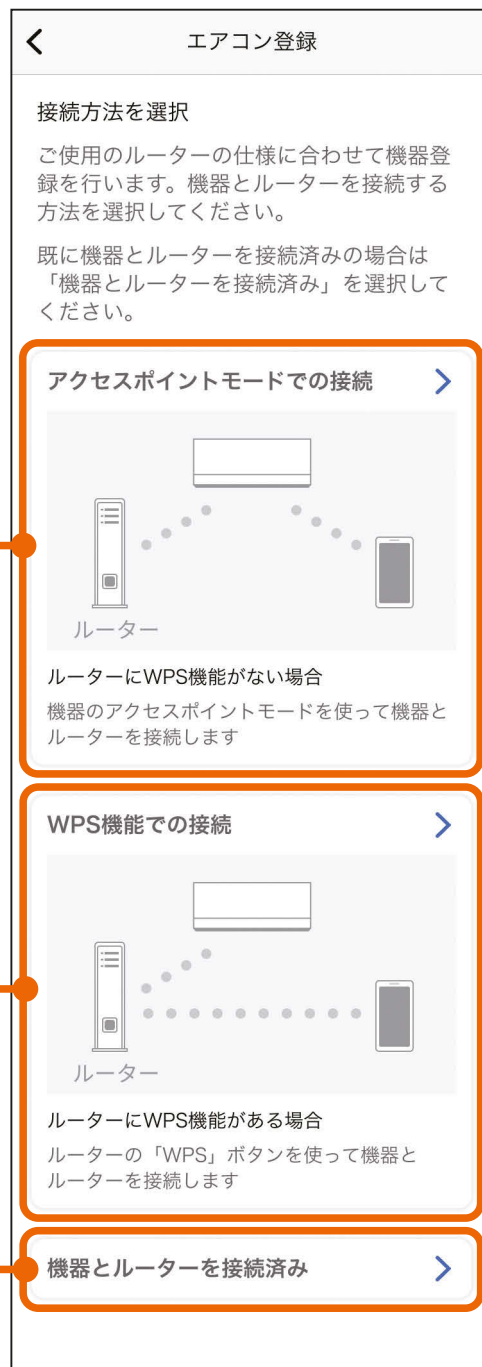 エアコン登録
接続方法を選択
ご使用のルーターの仕様に合わせて機器登
録を行います。機器とルーターを接続する
方法を選択してください。
既に機器とルーターを接続済みの場合は
「機器とルーターを接続済み」を選択して
ください。
アクセスポイントモードでの接続
ルーター
ルーターにWPS機能がない場合
機器のアクセスポイントモードを使って機器と
ルーターを接続します
WPS機能での接続
ルーター
ルーターにWPS機能がある場合
ルーターの「WPS」ボタンを使って機器と
ルーターを接続します
機器とルーターを接続済み